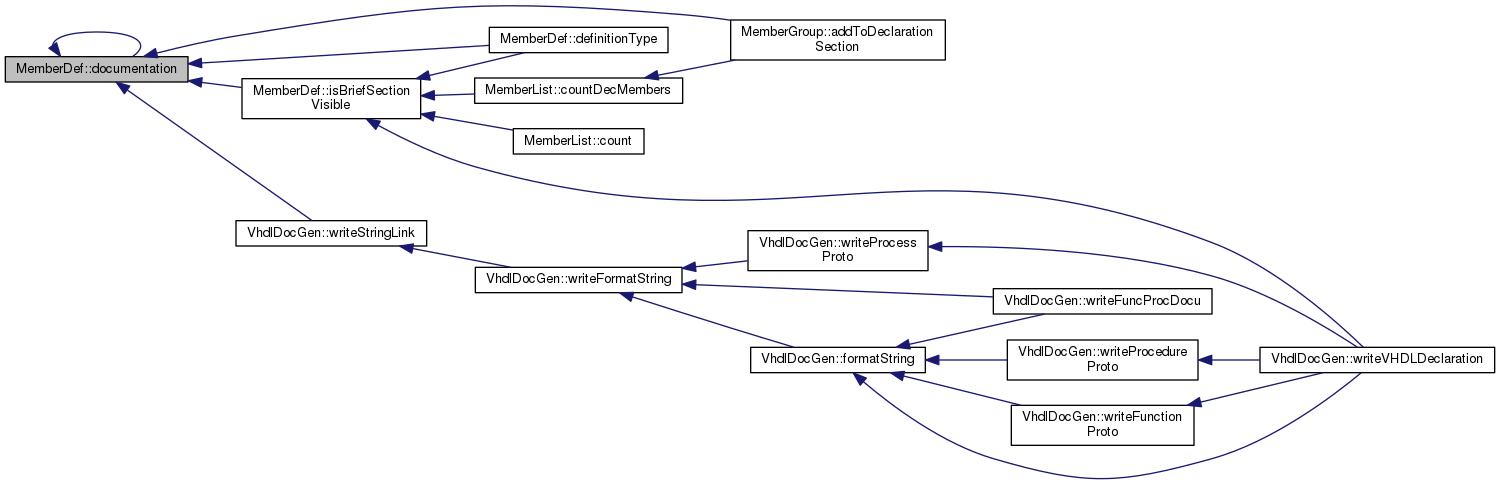 MemberDef::documentation
MemberGroup::addToDeclaration
Section
MemberDef::definitionType
MemberDef::isBriefSection
Visible
MemberList::countDecMembers
MemberList::count
VhdlDocGen::writeStringLink
VhdlDocGen::writeFormatString
VhdlDocGen::writeProcess
Proto
VhdlDocGen::writeFuncProcDocu
VhdlDocGen::formatString
VhdlDocGen::writeProcedure
Proto
VhdlDocGen::writeVHDLDeclaration
VhdlDocGen::writeFunction
Proto